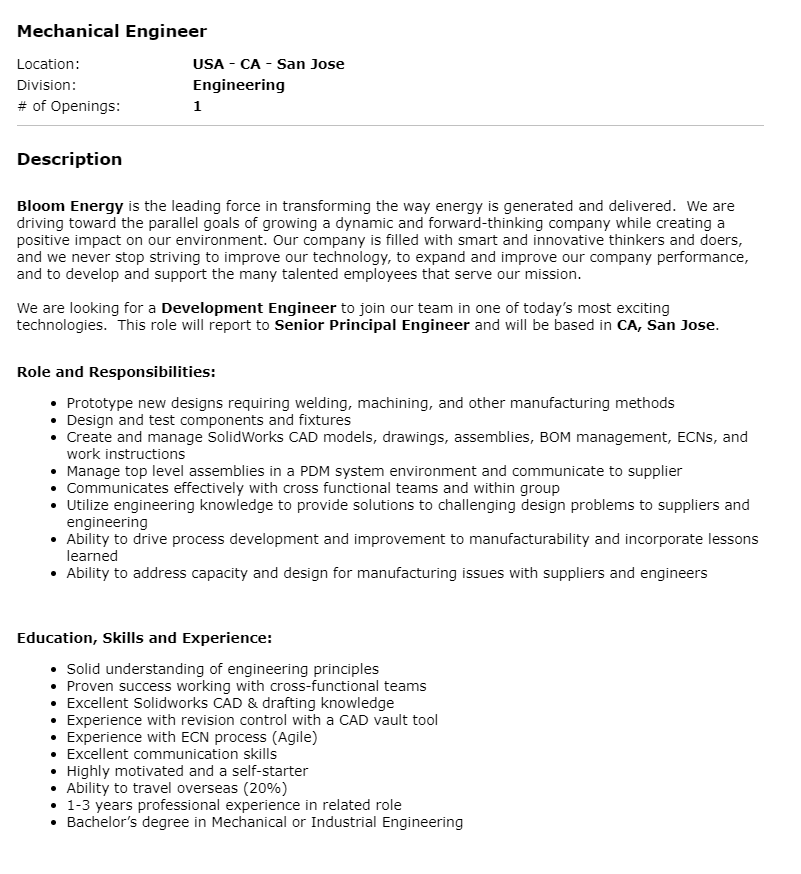 Mechanical Engineer
Location: USA - CA - San Jose
Division: Engineering
# of Openings: 1
Description
Bloom Energy is the leading force in transforming the way energy is generated and delivered.  We are
driving toward the parallel goals of growing a dynamic and forward-thinking company while creating a
positive impact on our environment. Our company is filled with smart and innovative thinkers and doers,
and we never stop striving to improve our technology, to expand and improve our company performance,
and to develop and support the many talented employees that serve our mission.
We are looking for a Development Engineer to join our team in one of today’s most exciting
technologies.  This role will report to Senior Principal Engineer and will be based in CA, San Jose.
Role and Responsibilities:
• Prototype new designs requiring welding, machining, and other manufacturing methods
• Design and test components and fixtures
• Create and manage SolidWorks CAD models, drawings, assemblies, BOM management, ECNs, and
work instructions
• Manage top level assemblies in a PDM system environment and communicate to supplier
• Communicates effectively with cross functional teams and within group
• Utilize engineering knowledge to provide solutions to challenging design problems to suppliers and
engineering
• Ability to drive process development and improvement to manufacturability and incorporate lessons
learned
• Ability to address capacity and design for manufacturing issues with suppliers and engineers
Education, Skills and Experience:
• Solid understanding of engineering principles
• Proven success working with cross-functional teams
• Excellent Solidworks CAD & drafting knowledge
• Experience with revision control with a CAD vault tool
• Experience with ECN process (Agile)
• Excellent communication skills
• Highly motivated and a self-starter
• Ability to travel overseas (20%)
• 1-3 years professional experience in related role
• Bachelor’s degree in Mechanical or Industrial Engineering